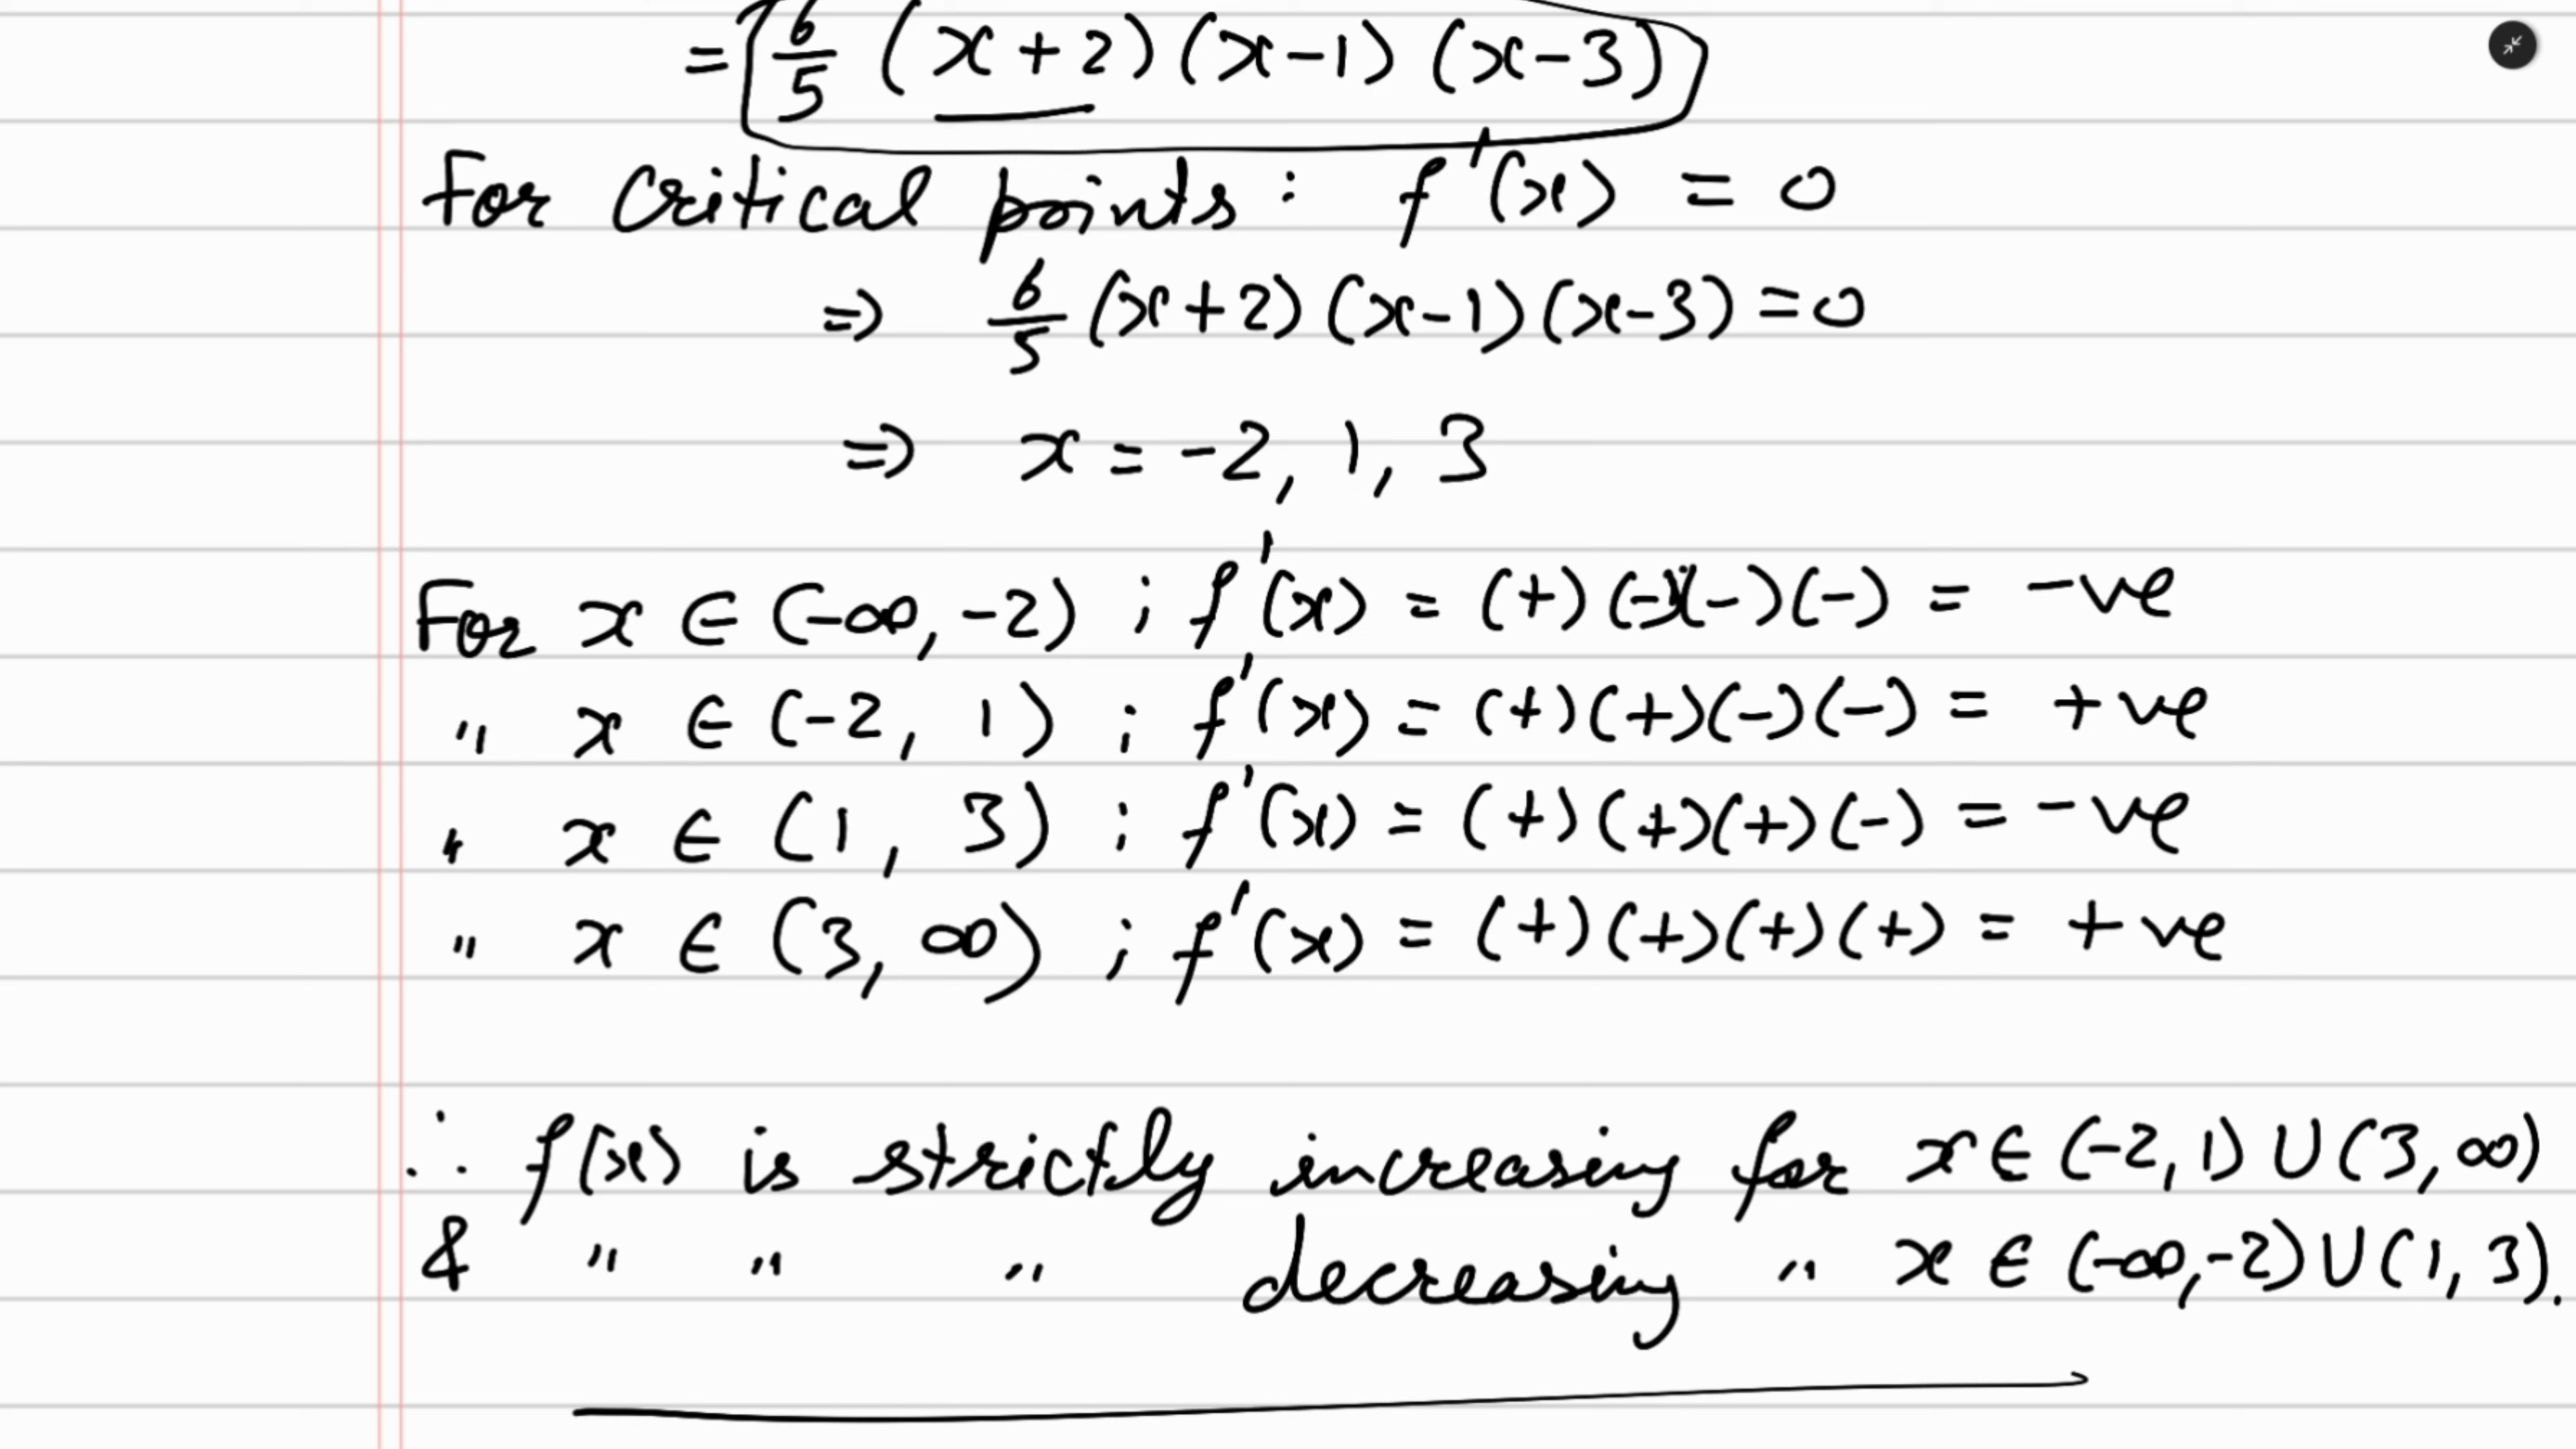 = 6/5 (x+2)(x-1)(x-3)
For critical points : f'(x) = 0
⇒ 6/5 (x+2)(x-1)(x-3) = 0
⇒ x = -2, 1, 3
For x ∈ (-∞, -2) ; f'(x) = (+)(-)(-)(-) = -ve
" x ∈ (-2, 1) ; f'(x) = (+)(+)(-)(-) = +ve
" x ∈ (1, 3) ; f'(x) = (+)(+)(+)(-) = -ve
" x ∈ (3, ∞) ; f'(x) = (+)(+)(+)(+) = +ve
∴ f(x) is strictly increasing for x ∈ (-2, 1) ∪ (3, ∞)
& " " " decreasing " x ∈ (-∞, -2) ∪ (1, 3).